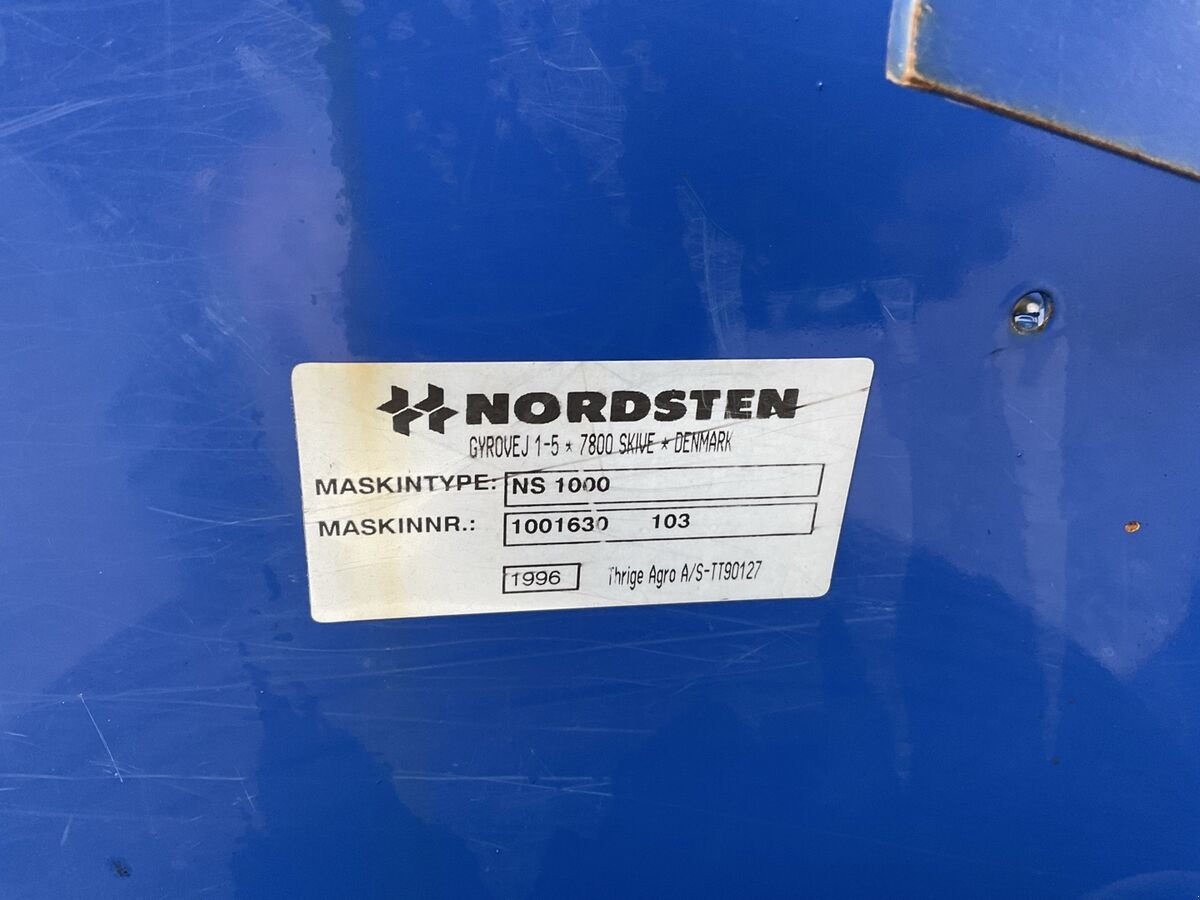 NORDSTEN
GYROVEJ 1-5 * 7800 SKIVE * DENMARK
MASKINTYPE: NS 1000
MASKINNR.: 1001630 103
1996 Thrige Agro A/S-TT90127